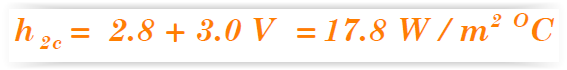 h 2c = 2.8 + 3.0 V = 17.8 W / m² ᴼC